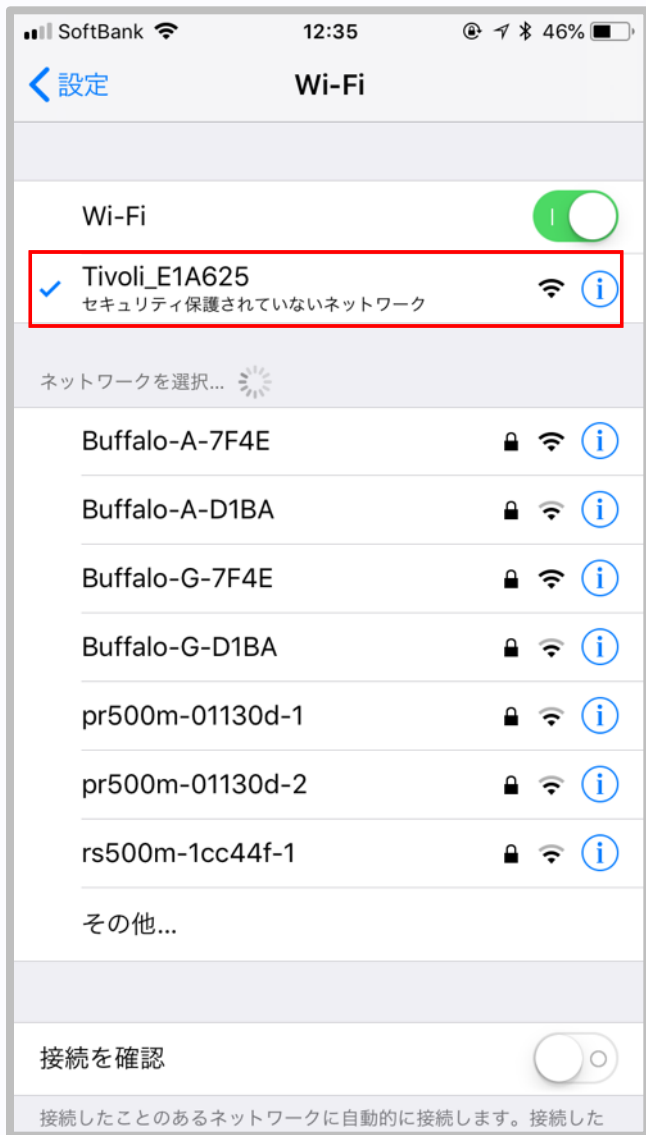 SoftBank 12:35 46%
設定 Wi-Fi
Wi-Fi
Tivoli_E1A625
セキュリティ保護されていないネットワーク
ネットワークを選択...
Buffalo-A-7F4E
Buffalo-A-D1BA
Buffalo-G-7F4E
Buffalo-G-D1BA
pr500m-01130d-1
pr500m-01130d-2
rs500m-1cc44f-1
その他...
接続を確認
接続したことのあるネットワークに自動的に接続します。接続した